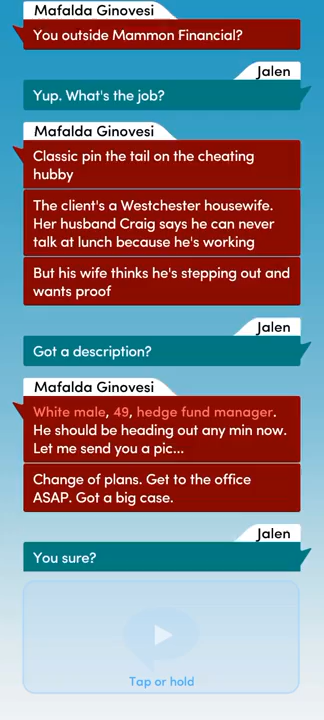 Mafalda Ginovesi
You outside Mammon Financial?
Jalen
Yup. What's the job?
Mafalda Ginovesi
Classic pin the tail on the cheating
hubby
The client's a Westchester housewife.
Her husband Craig says he can never
talk at lunch because he's working
But his wife thinks he's stepping out and
wants proof
Jalen
Got a description?
Mafalda Ginovesi
White male, 49, hedge fund manager.
He should be heading out any min now.
Let me send you a pic...
Change of plans. Get to the office
ASAP. Got a big case.
Jalen
You sure?
Tap or hold